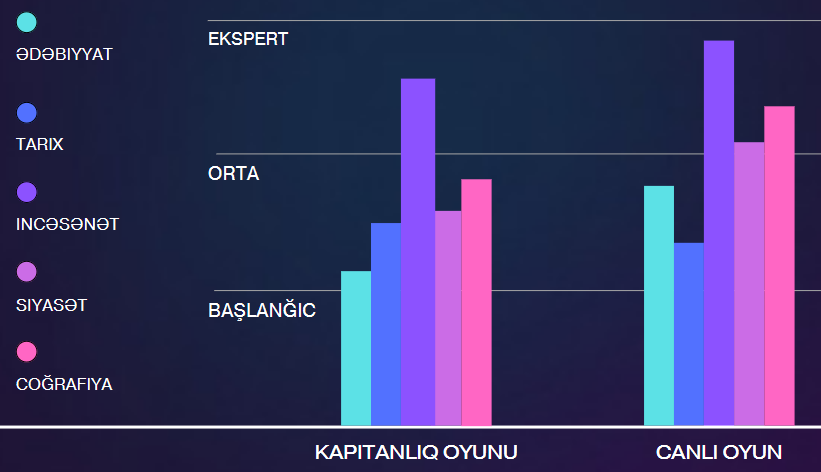 ƏDƏBIYYAT
TARIX
INCƏSƏNƏT
SIYASƏT
COĞRAFIYA
EKSPERT
ORTA
BAŞLANĞIC
KAPITANLIQ OYUNU
CANLI OYUN